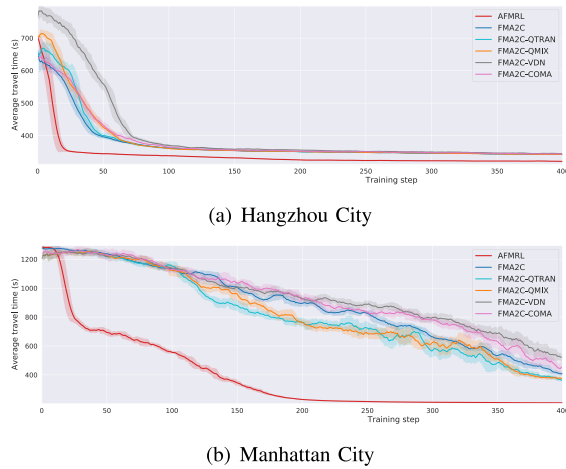 700
600
500
400
Average travel time (s)
AFMRL
FMA2C
FMA2C-QTRAN
FMA2C-QMIX
FMA2C-VDN
FMA2C-COMA
0 50 100 150 200 250 300 350 400
Training step
(a) Hangzhou City
1200
1000
800
600
400
Average travel time (s)
AFMRL
FMA2C
FMA2C-QTRAN
FMA2C-QMIX
FMA2C-VDN
FMA2C-COMA
0 50 100 150 200 250 300 350 400
Training step
(b) Manhattan City